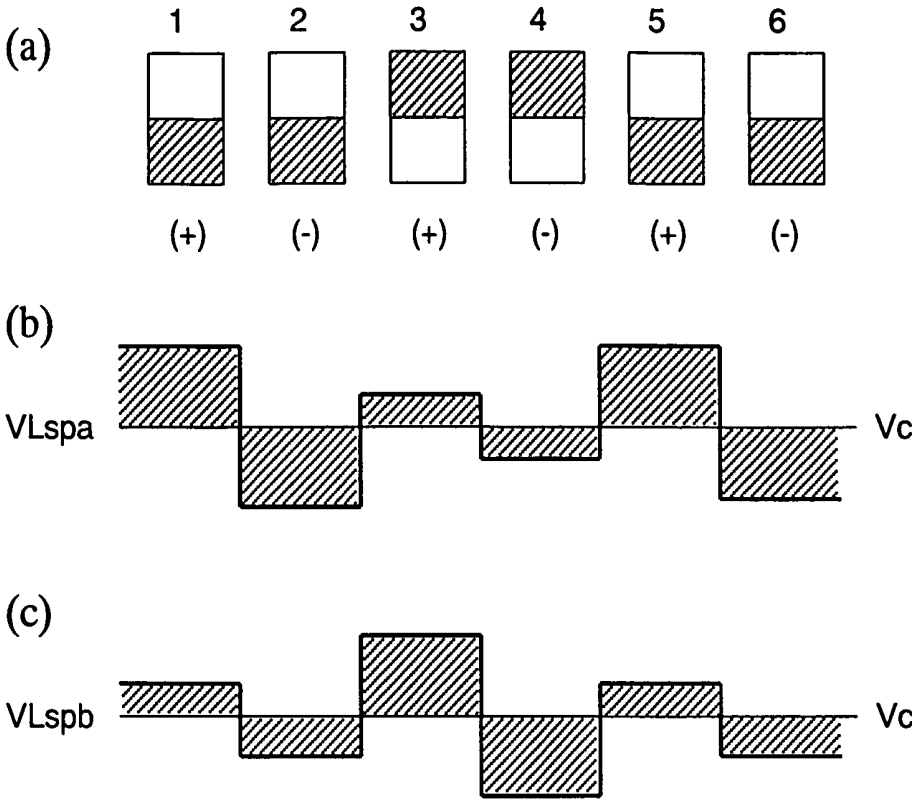 (a) 1 2 3 4 5 6
(+) (-) (+) (-) (+) (-)
(b)
VLspa Vc
(c)
VLspb Vc